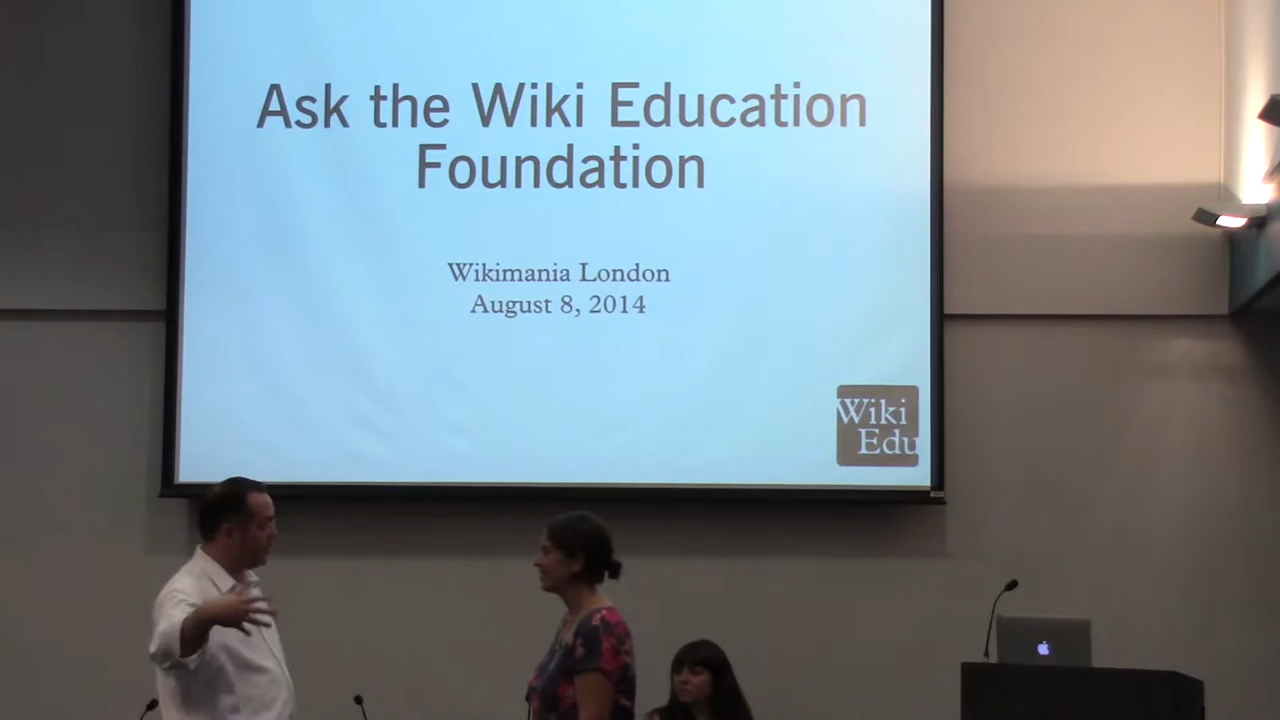 Ask the Wiki Education
Foundation
Wikimania London
August 8, 2014
Wiki
Edu